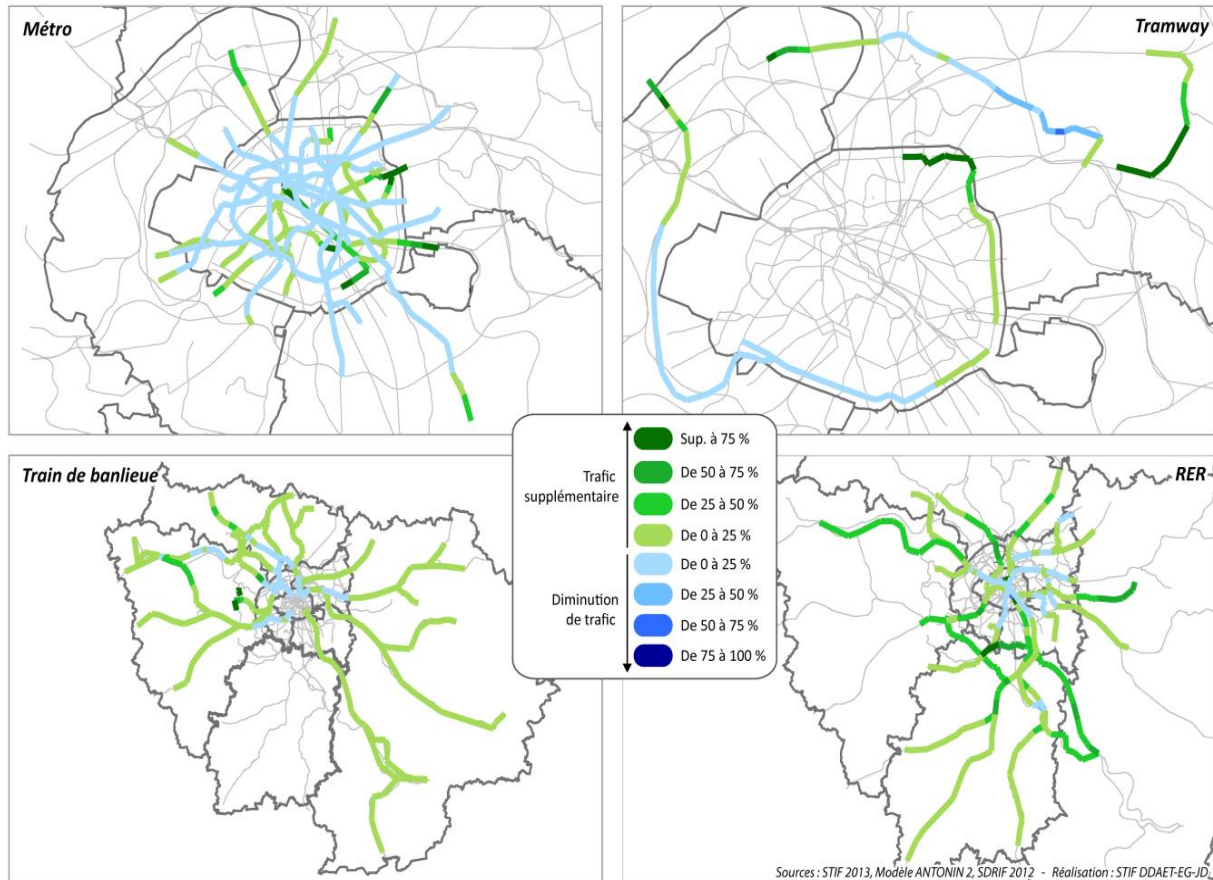 Métro
Tramway
Sup. à 75 %
De 50 à 75 %
Trafic
supplémentaire
De 25 à 50 %
De 0 à 25 %
De 0 à 25 %
De 25 à 50 %
Diminution
de trafic
De 50 à 75 %
De 75 à 100 %
Train de banlieue
RER
Sources : STIF 2013, Modèle ANTONIN 2, SDRIF 2012 - Réalisation : STIF DDAET-EG-JD